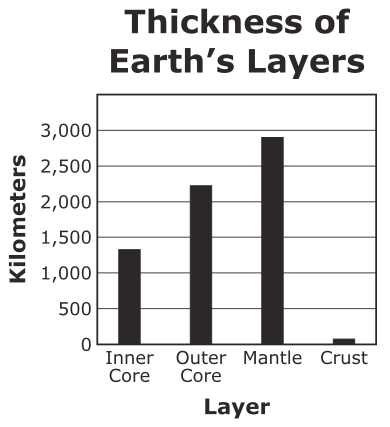 Thickness of
Earth’s Layers
Kilometers
3,000
2,500
2,000
1,500
1,000
500
0
Inner
Core
Outer
Core
Mantle
Crust
Layer